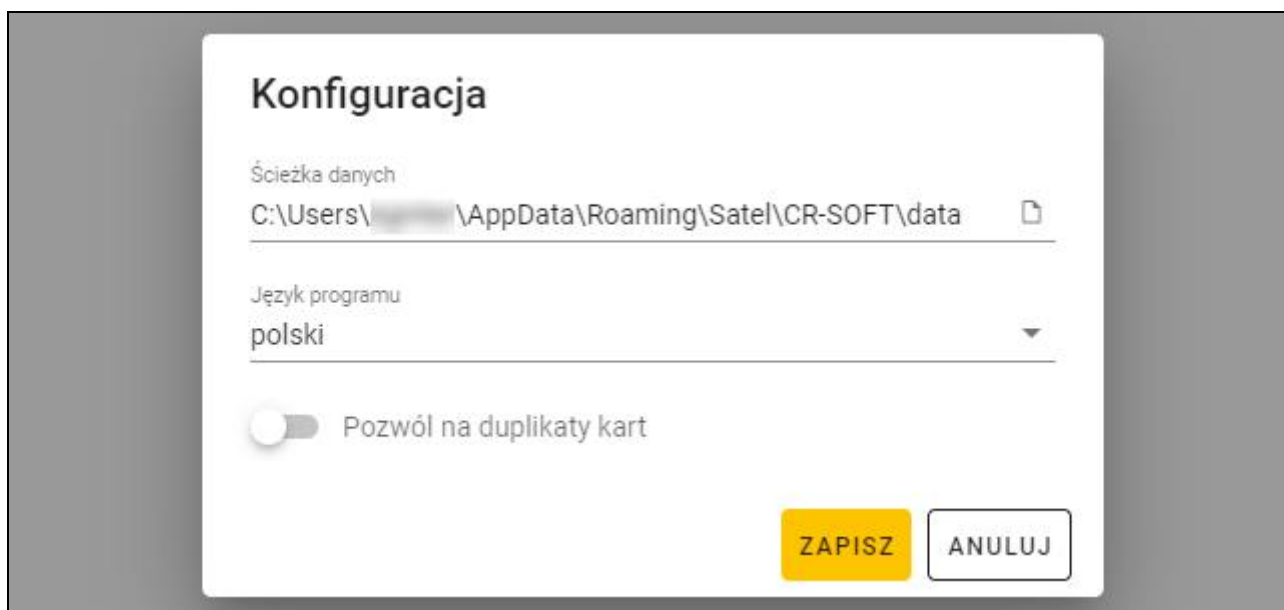 Konfiguracja
Ścieżka danych
C:\Users\ \AppData\Roaming\Satel\CR-SOFT\data
Język programu
polski
Pozwól na duplikaty kart
ZAPISZ ANULUJ